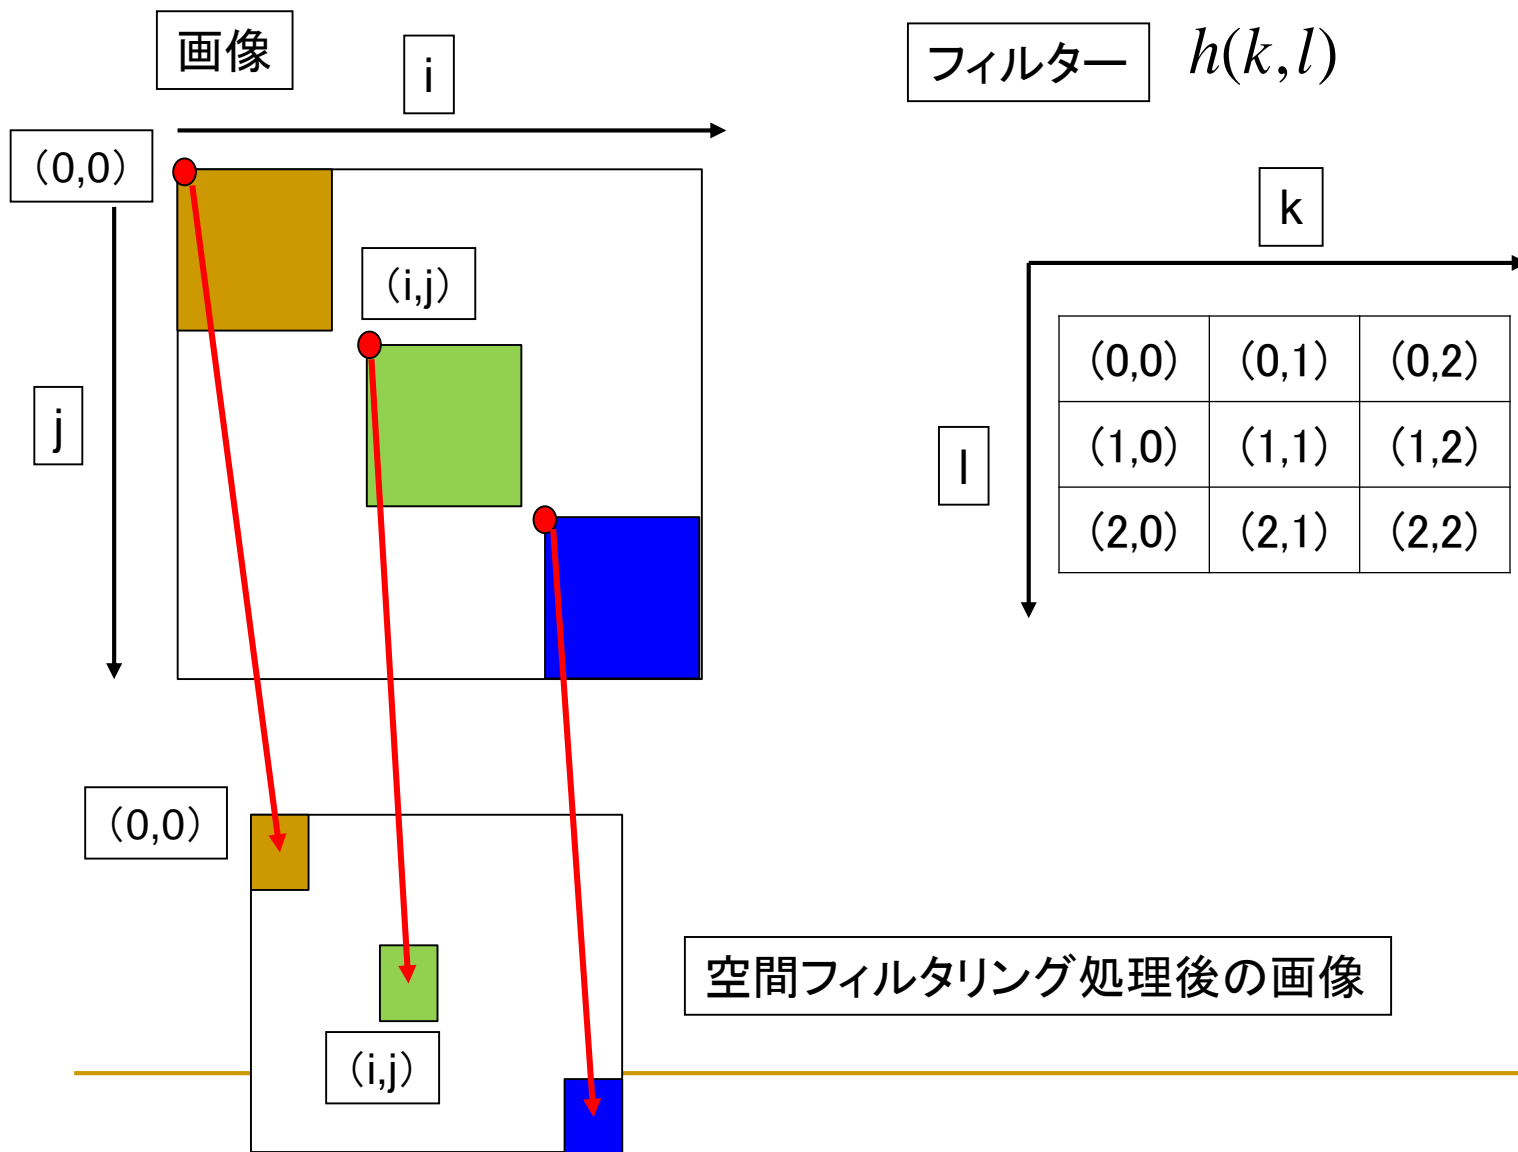 画像
i
フィルター h(k,l)
(0,0)
k
(i,j)
j
l
(0,0) (0,1) (0,2)
(1,0) (1,1) (1,2)
(2,0) (2,1) (2,2)
(0,0)
空間フィルタリング処理後の画像
(i,j)